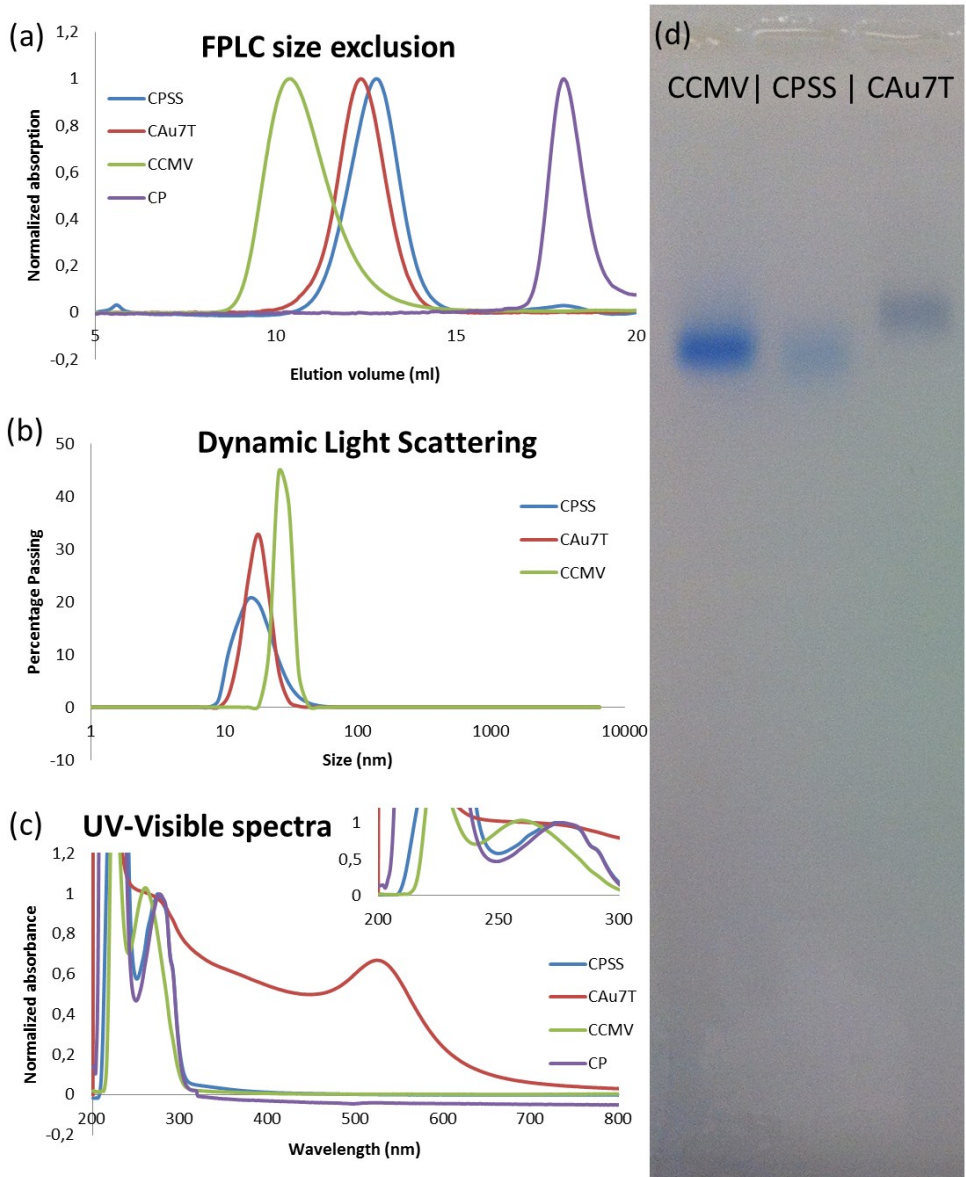 (a)
FPLC size exclusion
1,2
1
0,8
0,6
0,4
0,2
0
-0,2
Normalized absorption
CPSS
CAu7T
CCMV
CP
5
10
15
20
Elution volume (ml)
(b)
Dynamic Light Scattering
50
40
30
20
10
0
-10
Percentage Passing
CPSS
CAu7T
CCMV
1
10
100
1000
10000
Size (nm)
(c)
UV-Visible spectra
1,2
1
0,8
0,6
0,4
0,2
0
-0,2
Normalized absorbance
1
0,5
0
200
250
300
CPSS
CAu7T
CCMV
CP
200
300
400
500
600
700
800
Wavelength (nm)
(d)
CCMV | CPSS | CAu7T